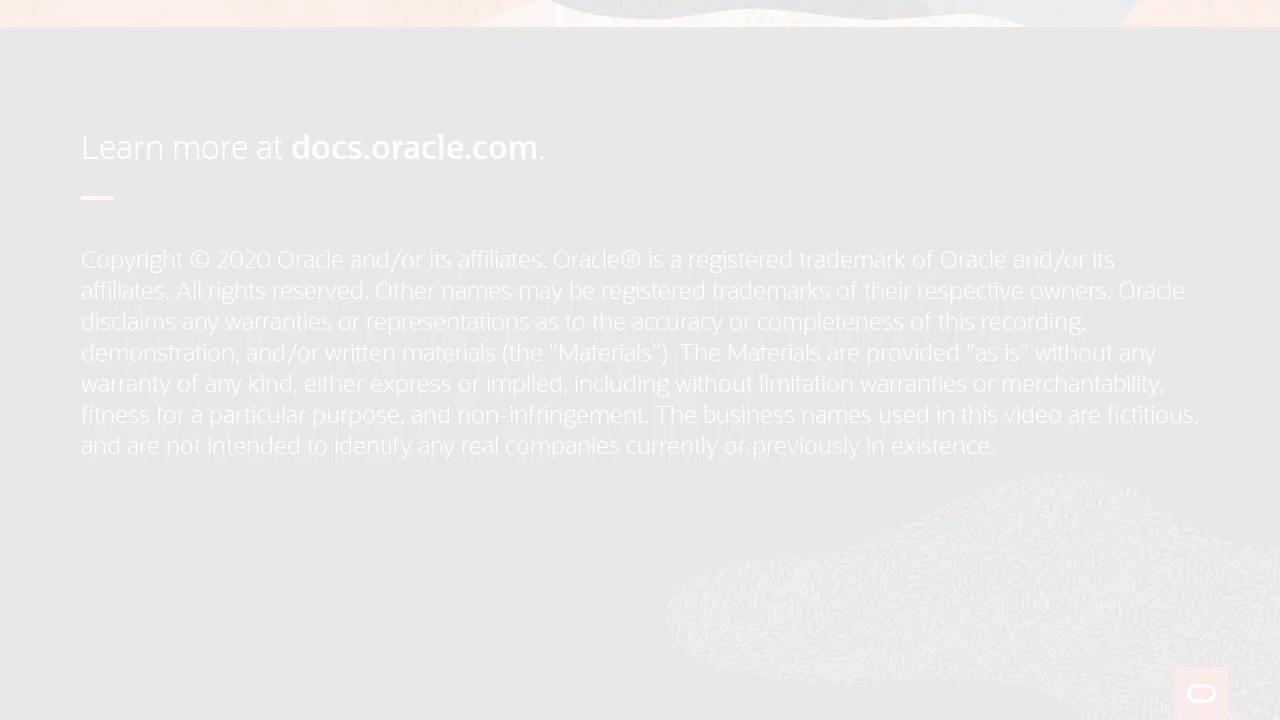 Learn more at docs.oracle.com.
Copyright © 2020 Oracle and/or its affiliates. Oracle® is a registered trademark of Oracle and/or its
affiliates. All rights reserved. Other names may be registered trademarks of their respective owners. Oracle
disclaims any warranties or representations as to the accuracy or completeness of this recording,
demonstration, and/or written materials (the "Materials"). The Materials are provided "as is" without any
warranty of any kind, either express or implied, including without limitation warranties or merchantability,
fitness for a particular purpose, and non-infringement. The business names used in this video are fictitious,
and are not intended to identify any real companies currently or previously in existence.